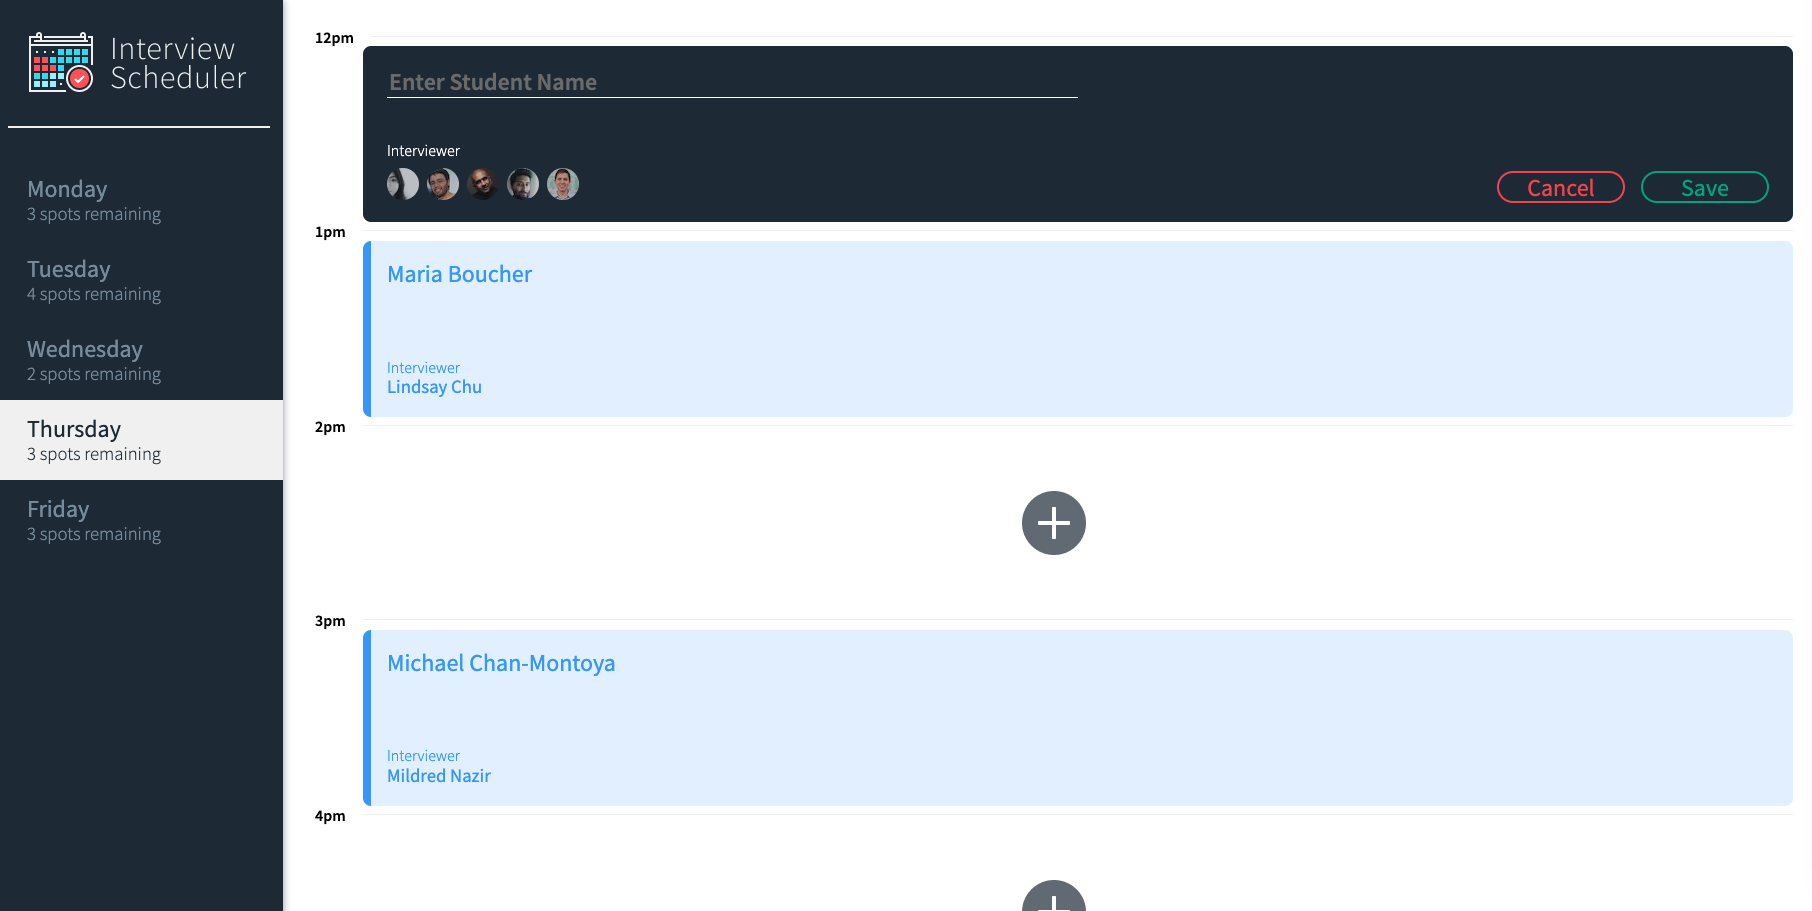 Interview
Scheduler
Monday
3 spots remaining
Tuesday
4 spots remaining
Wednesday
2 spots remaining
Thursday
3 spots remaining
Friday
3 spots remaining
12pm
Enter Student Name
Interviewer
Cancel
Save
1pm
Maria Boucher
Interviewer
Lindsay Chu
2pm
3pm
Michael Chan-Montoya
Interviewer
Mildred Nazir
4pm